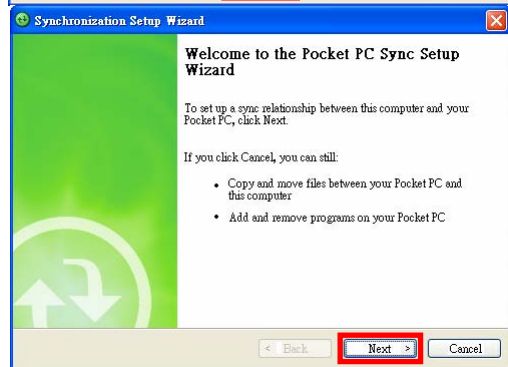 Synchronization Setup Wizard
Welcome to the Pocket PC Sync Setup
Wizard
To set up a sync relationship between this computer and your
Pocket PC, click Next.
If you click Cancel, you can still:
• Copy and move files between your Pocket PC and
this computer
• Add and remove programs on your Pocket PC
< Back
Next >
Cancel